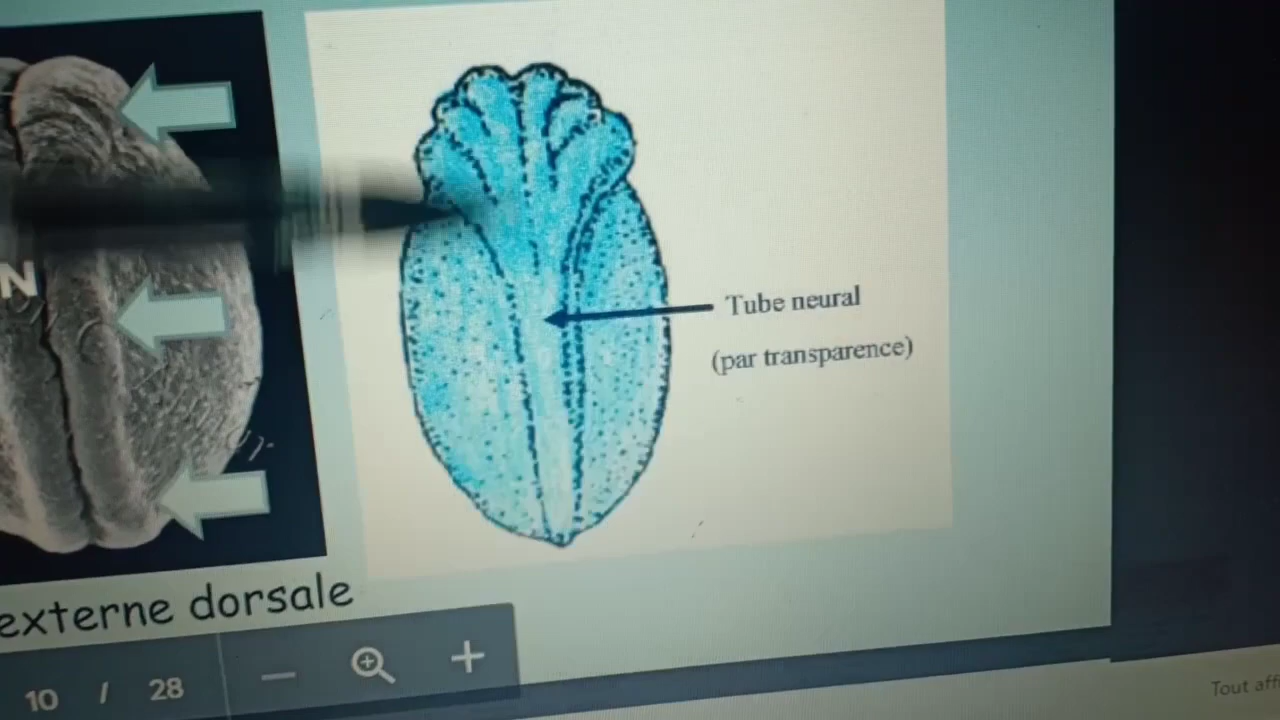 N
Tube neural
(par transparence)
externe dorsale
10 / 28
Tout aff